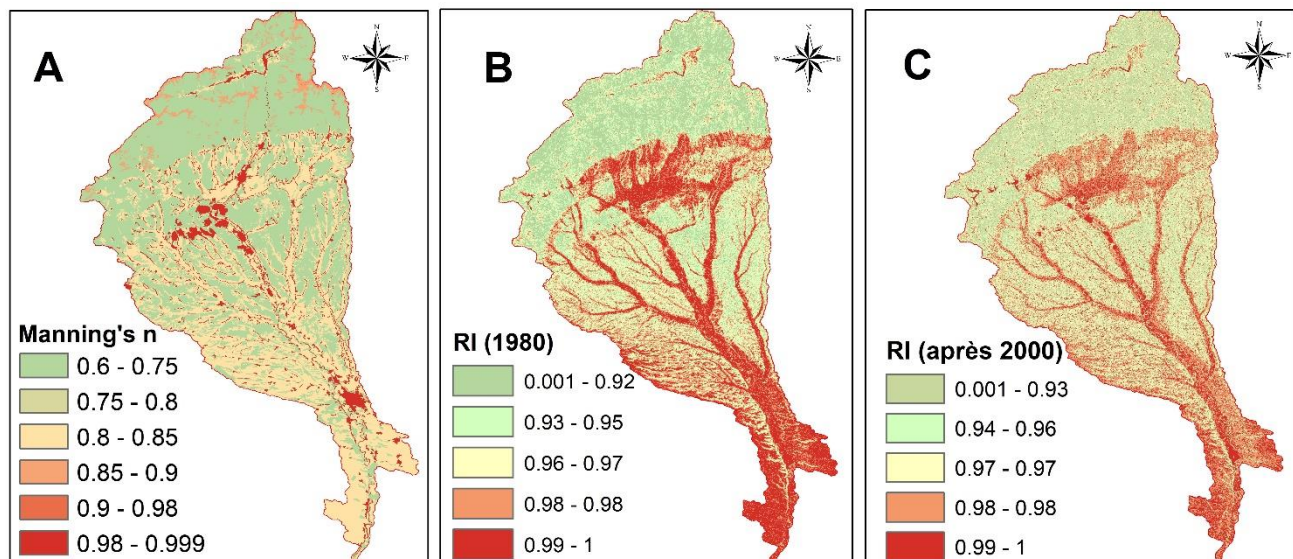 A
N
W
E
S
Manning's n
0.6 - 0.75
0.75 - 0.8
0.8 - 0.85
0.85 - 0.9
0.9 - 0.98
0.98 - 0.999
B
N
W
E
S
RI (1980)
0.001 - 0.92
0.93 - 0.95
0.96 - 0.97
0.98 - 0.98
0.99 - 1
C
N
W
E
S
RI (après 2000)
0.001 - 0.93
0.94 - 0.96
0.97 - 0.97
0.98 - 0.98
0.99 - 1